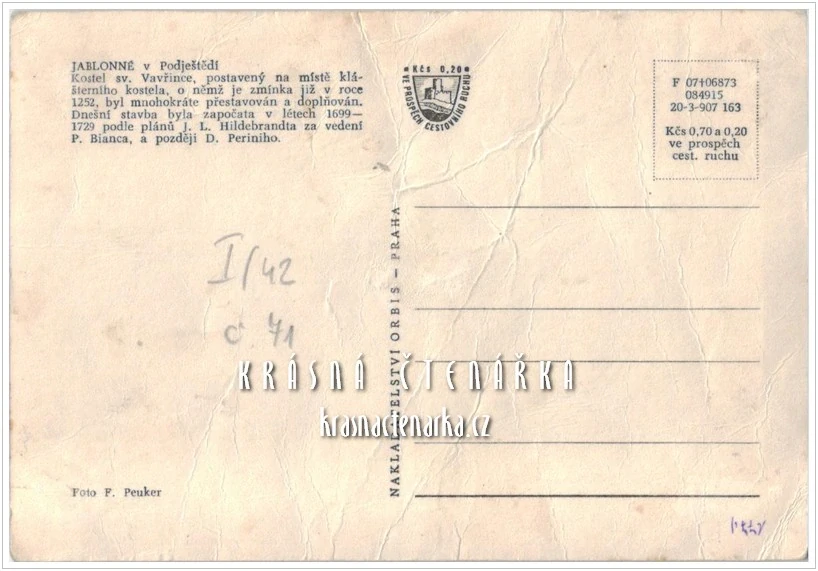 JABLONNÉ v Podještědí
Kostel sv. Vavřince, postavený na místě klá-
šterního kostela, o němž je zmínka již v roce
1252, byl mnohokráte přestavován a doplňován.
Dnešní stavba byla započata v létech 1699—
1729 podle plánů J. L. Hildebrandta za vedení
P. Bianca, a později D. Periniho.
Kčs 0,20
VE PROSPĚCH CESTOVNÍHO RUCHU
F 07†06873
084915
20-3-907 163
Kčs 0,70 a 0,20
ve prospěch
cest. ruchu
I/42
č. 71
NAKLADATELSTVÍ ORBIS — PRAHA
KRÁSNÁ ČTENÁŘKA
krasnactenarka.cz
Foto F. Peuker